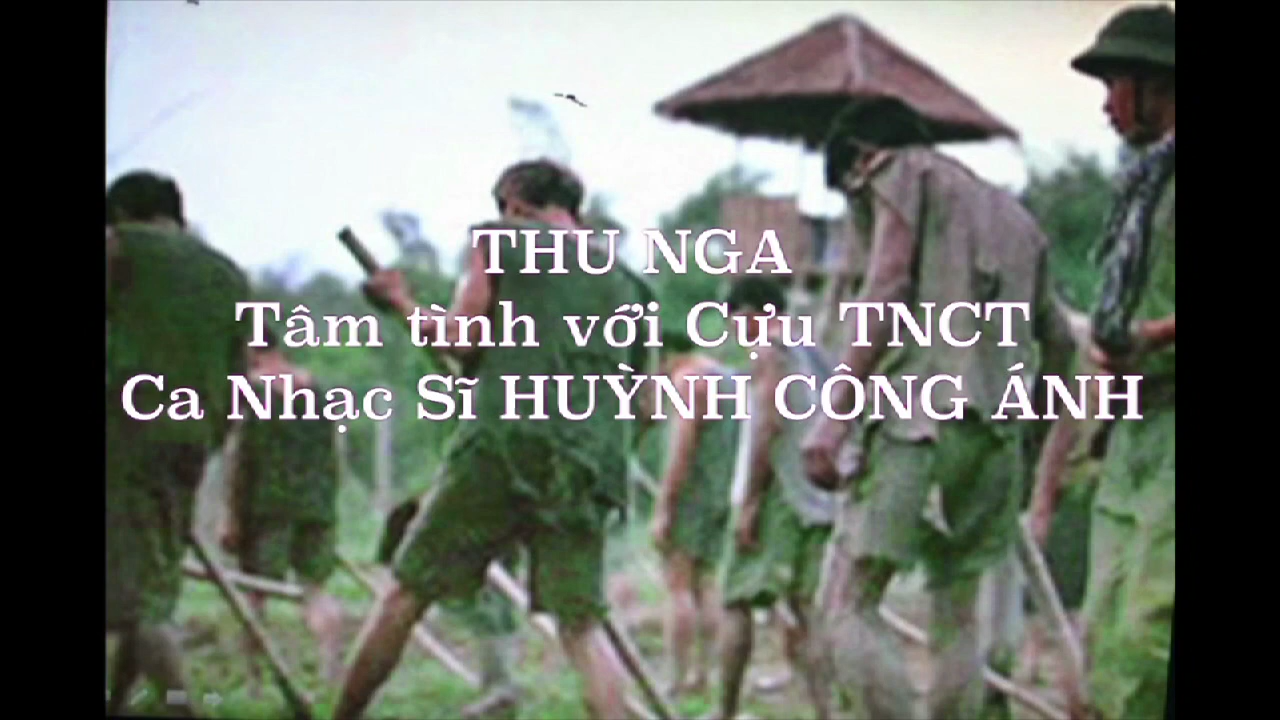 THU NGA
Tâm tình với Cựu TNCT
Ca Nhạc Sĩ HUỲNH CÔNG ÁNH